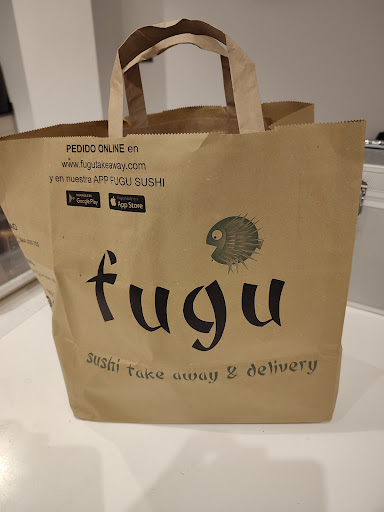 PEDIDO ONLINE en
www.fugutakeaway.com
y en nuestra APP FUGU SUSHI
Google Play
App Store
fugu
sushi take away & delivery